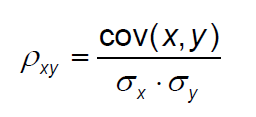 ρxy = cov(x,y) / σx · σy